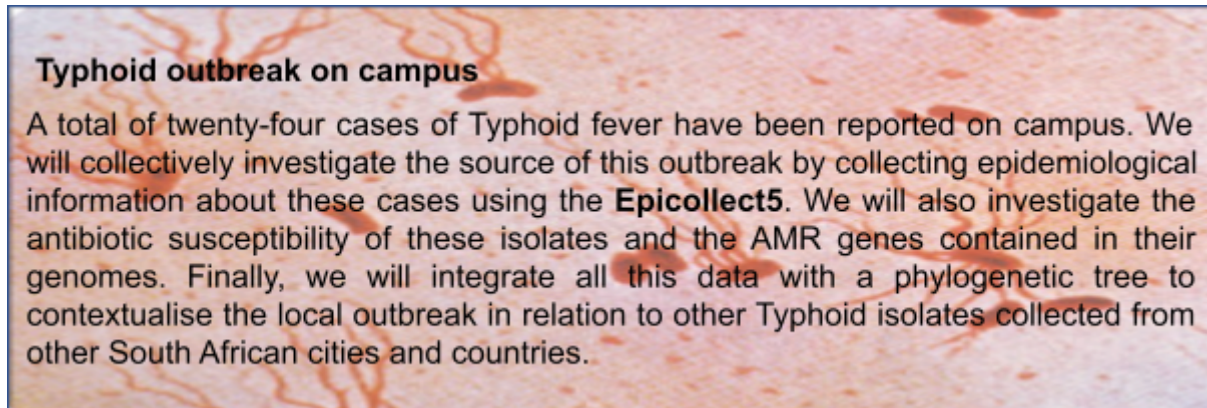 Typhoid outbreak on campus
A total of twenty-four cases of Typhoid fever have been reported on campus. We
will collectively investigate the source of this outbreak by collecting epidemiological
information about these cases using the Epicollect5. We will also investigate the
antibiotic susceptibility of these isolates and the AMR genes contained in their
genomes. Finally, we will integrate all this data with a phylogenetic tree to
contextualise the local outbreak in relation to other Typhoid isolates collected from
other South African cities and countries.